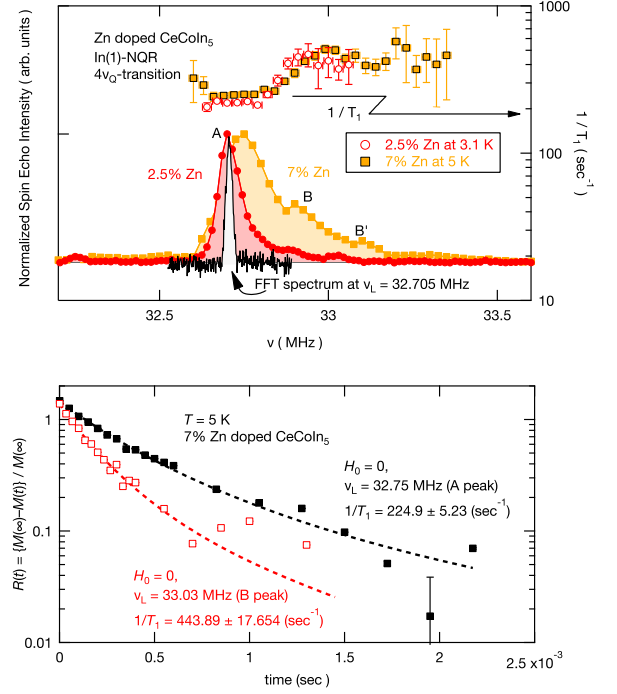 Normalized Spin Echo Intensity ( arb. units)
Zn doped CeCoIn5
In(1)-NQR
4νQ-transition
1000
100
10
1 / T1 (sec-1)
1 / T1
2.5% Zn at 3.1 K
7% Zn at 5 K
A
2.5% Zn
7% Zn
B
B'
FFT spectrum at νL = 32.705 MHz
32.5
33
33.5
ν ( MHz)
R(t) = {M(∞)–M(t)} / M(∞)
1
0.1
0.01
T = 5 K
7% Zn doped CeCoIn5
H0 = 0,
νL = 32.75 MHz (A peak)
1/T1 = 224.9 ± 5.23 (sec-1)
H0 = 0,
νL = 33.03 MHz (B peak)
1/T1 = 443.89 ± 17.654 (sec-1)
0
0.5
1
1.5
2
2.5 x10-3
time (sec )